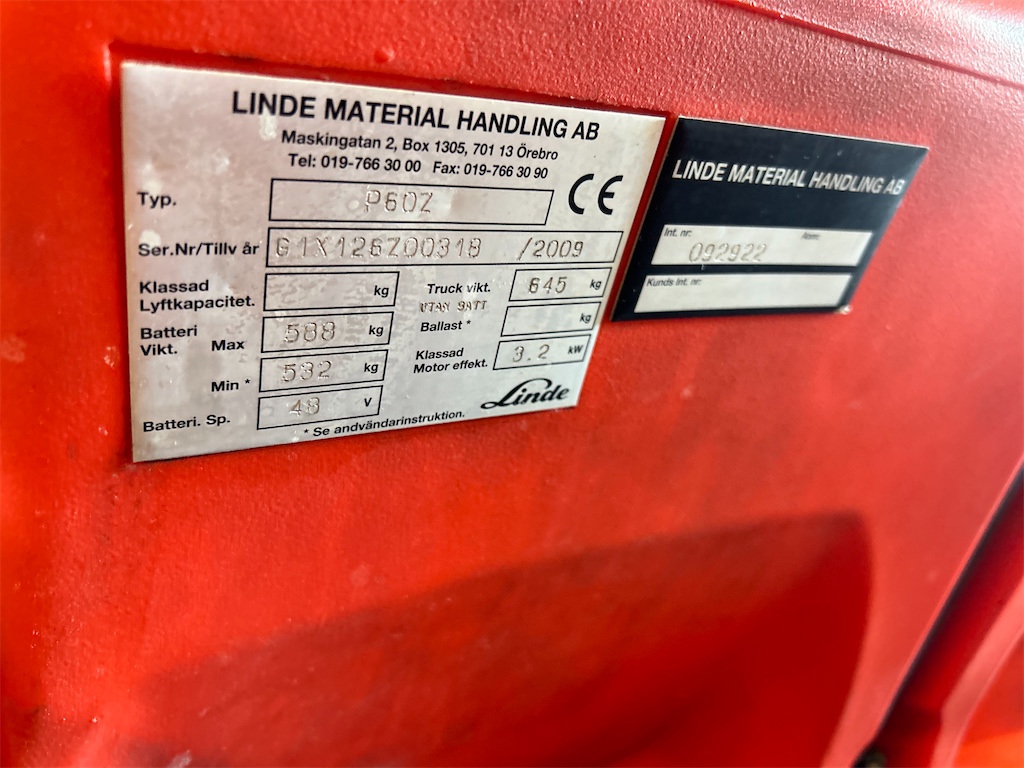 LINDE MATERIAL HANDLING AB
Maskingatan 2, Box 1305, 701 13 Örebro
Tel: 019-766 30 00 Fax: 019-766 30 90
CE
Typ. P60Z
Ser.Nr/Tillv år G1X126Z00318 /2009
Klassad
Lyftkapacitet. kg
Truck vikt. 645 kg
UTAN BATT
Batteri
Vikt. Max 588 kg
Ballast * kg
Min * 532 kg
Klassad
Motor effekt. 3.2 kW
Batteri. Sp. 48 V
Linde
* Se andvändarinstruktion.
LINDE MATERIAL HANDLING AB
Int. nr: Anm:
092922
Kunds Int. nr: